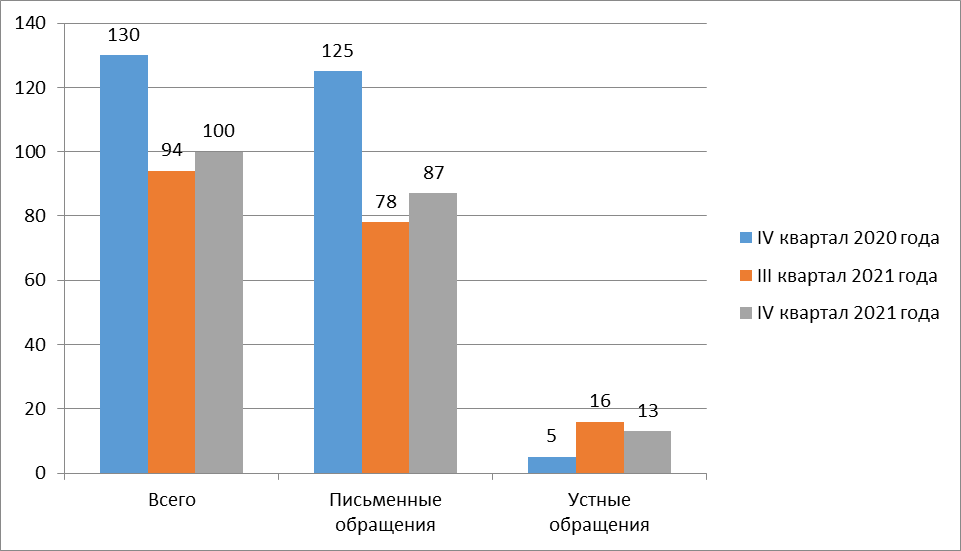 140
120
100
80
60
40
20
0
130
94
100
125
78
87
5
16
13
Всего
Письменные
обращения
Устные
обращения
IV квартал 2020 года
III квартал 2021 года
IV квартал 2021 года